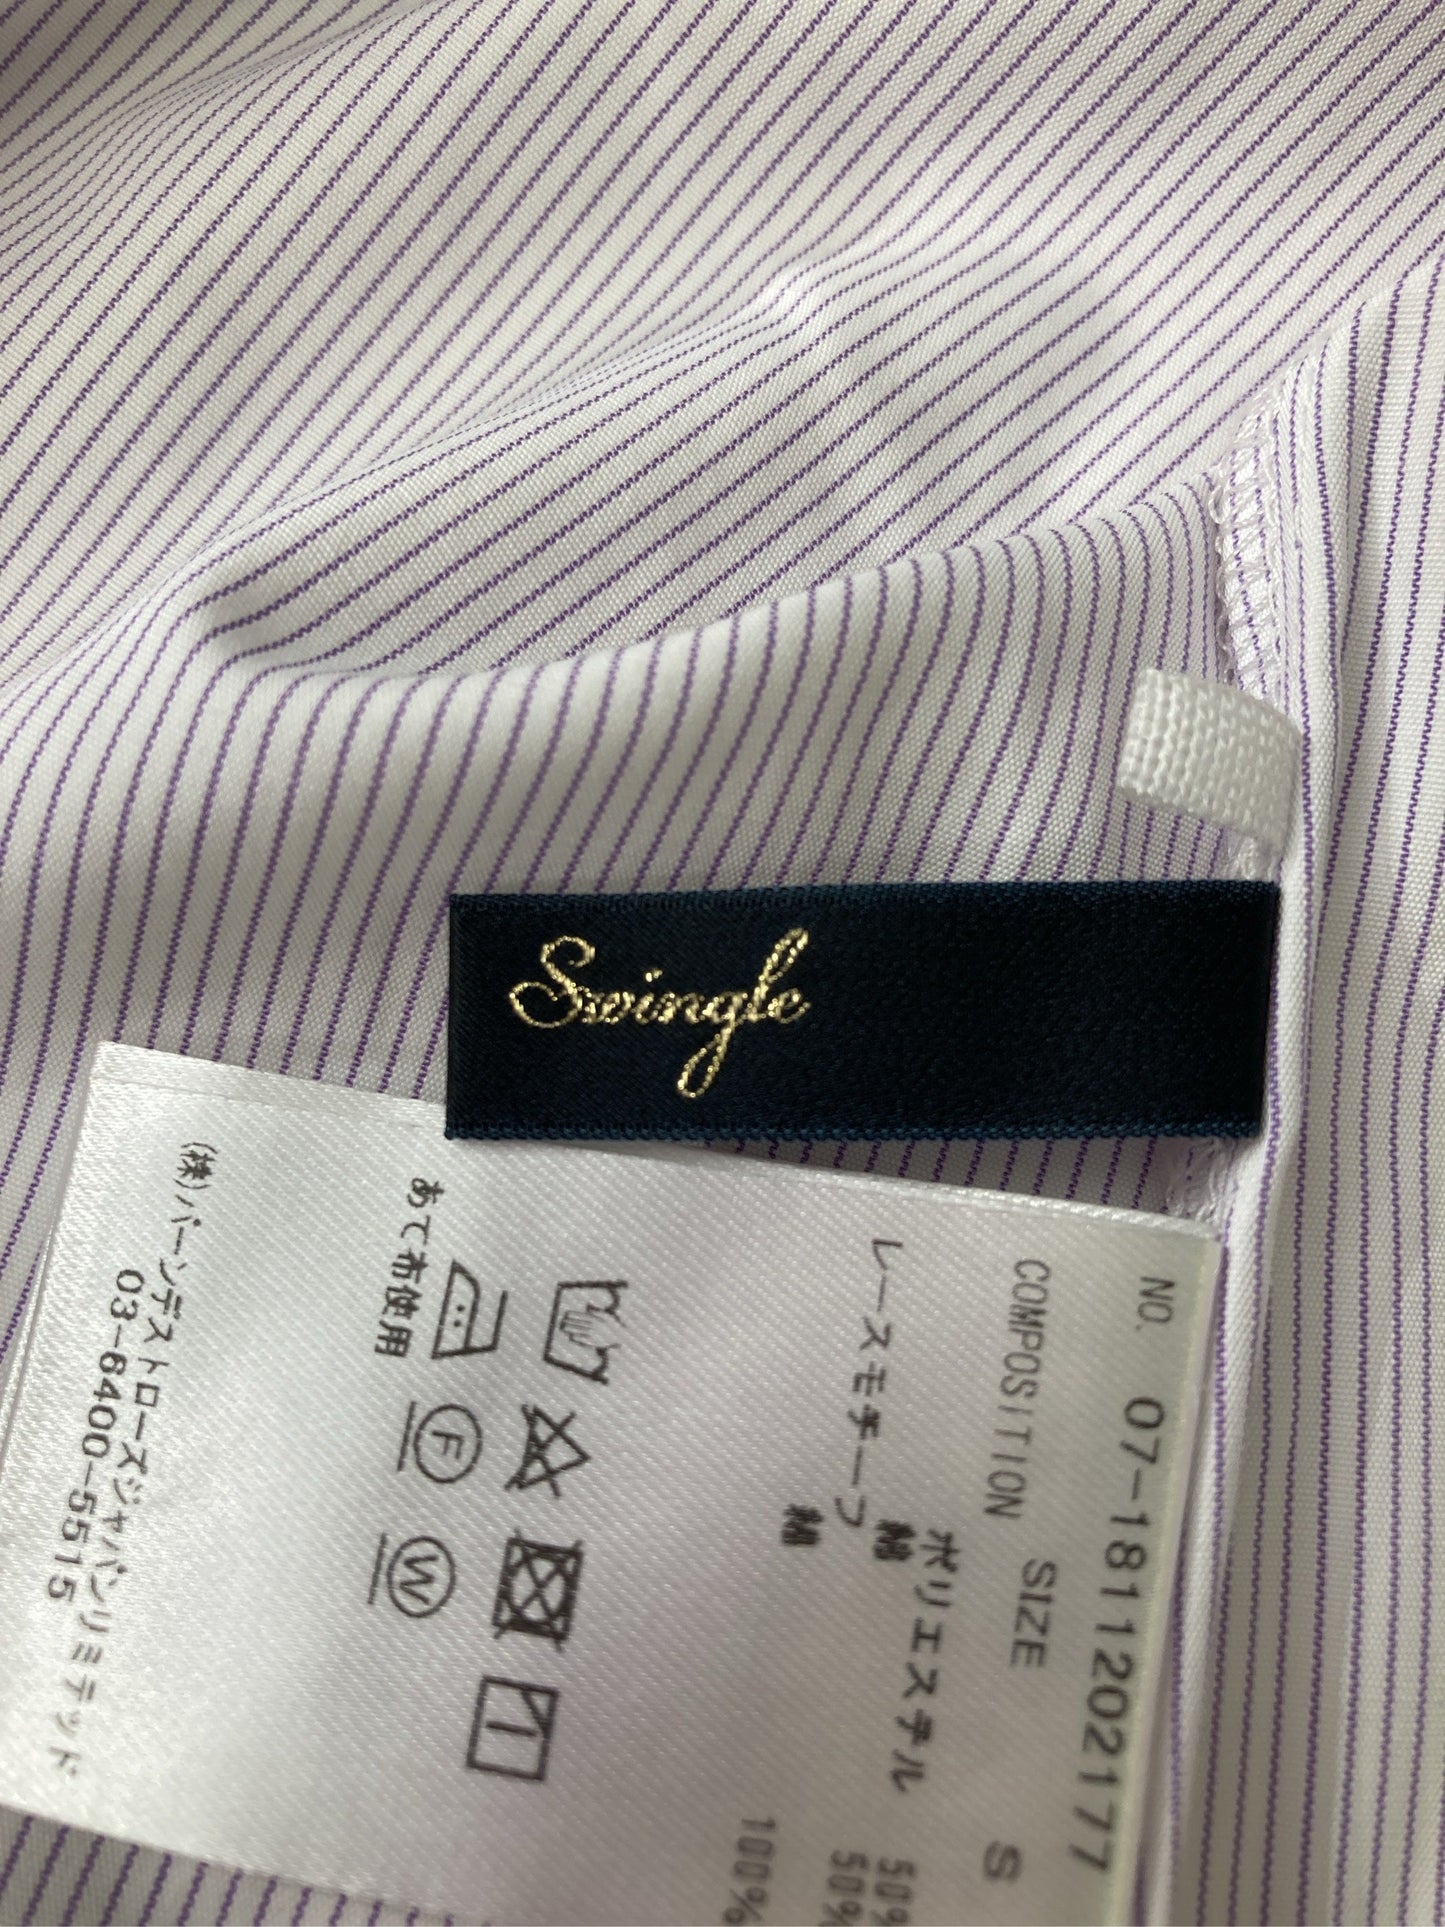 Swingle
NO. 07-1811202177
COMPOSITION SIZE S
ポリエステル 50%
綿 50%
レースモチーフ
綿 100%
あて布使用
F
W
(株)バーンデストローズジャパンリミテッド
03-6400-5515